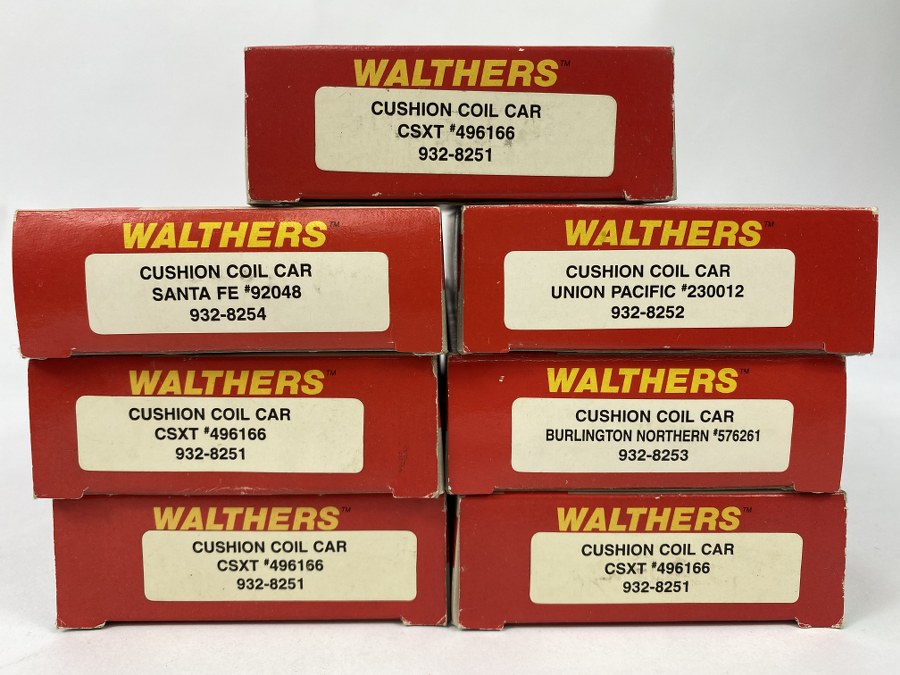 WALTHERS™
CUSHION COIL CAR
CSXT #496166
932-8251
WALTHERS™
CUSHION COIL CAR
SANTA FE #92048
932-8254
WALTHERS™
CUSHION COIL CAR
UNION PACIFIC #230012
932-8252
WALTHERS™
CUSHION COIL CAR
CSXT #496166
932-8251
WALTHERS™
CUSHION COIL CAR
BURLINGTON NORTHERN #576261
932-8253
WALTHERS™
CUSHION COIL CAR
CSXT #496166
932-8251
WALTHERS™
CUSHION COIL CAR
CSXT #496166
932-8251